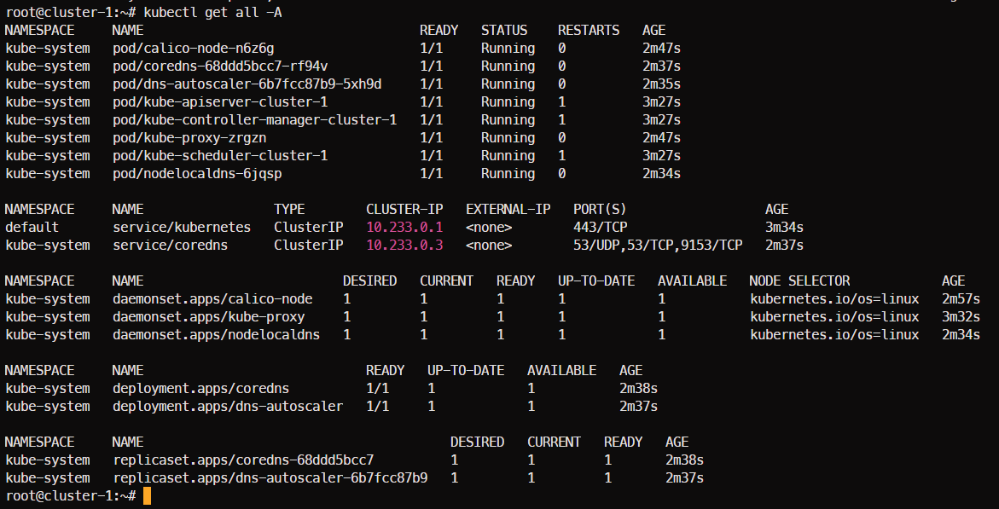 root@cluster-1:~# kubectl get all -A
NAMESPACE NAME READY STATUS RESTARTS AGE
kube-system pod/calico-node-n6z6g 1/1 Running 0 2m47s
kube-system pod/coredns-68ddd5bcc7-rf94v 1/1 Running 0 2m37s
kube-system pod/dns-autoscaler-6b7fcc87b9-5xh9d 1/1 Running 0 2m35s
kube-system pod/kube-apiserver-cluster-1 1/1 Running 1 3m27s
kube-system pod/kube-controller-manager-cluster-1 1/1 Running 1 3m27s
kube-system pod/kube-proxy-zrgzn 1/1 Running 0 2m47s
kube-system pod/kube-scheduler-cluster-1 1/1 Running 1 3m27s
kube-system pod/nodelocaldns-6jqsp 1/1 Running 0 2m34s
NAMESPACE NAME TYPE CLUSTER-IP EXTERNAL-IP PORT(S) AGE
default service/kubernetes ClusterIP 10.233.0.1 <none> 443/TCP 3m34s
kube-system service/coredns ClusterIP 10.233.0.3 <none> 53/UDP,53/TCP,9153/TCP 2m37s
NAMESPACE NAME DESIRED CURRENT READY UP-TO-DATE AVAILABLE NODE SELECTOR AGE
kube-system daemonset.apps/calico-node 1 1 1 1 1 kubernetes.io/os=linux 2m57s
kube-system daemonset.apps/kube-proxy 1 1 1 1 1 kubernetes.io/os=linux 3m32s
kube-system daemonset.apps/nodelocaldns 1 1 1 1 1 kubernetes.io/os=linux 2m34s
NAMESPACE NAME READY UP-TO-DATE AVAILABLE AGE
kube-system deployment.apps/coredns 1/1 1 1 2m38s
kube-system deployment.apps/dns-autoscaler 1/1 1 1 2m37s
NAMESPACE NAME DESIRED CURRENT READY AGE
kube-system replicaset.apps/coredns-68ddd5bcc7 1 1 1 2m38s
kube-system replicaset.apps/dns-autoscaler-6b7fcc87b9 1 1 1 2m37s
root@cluster-1:~#